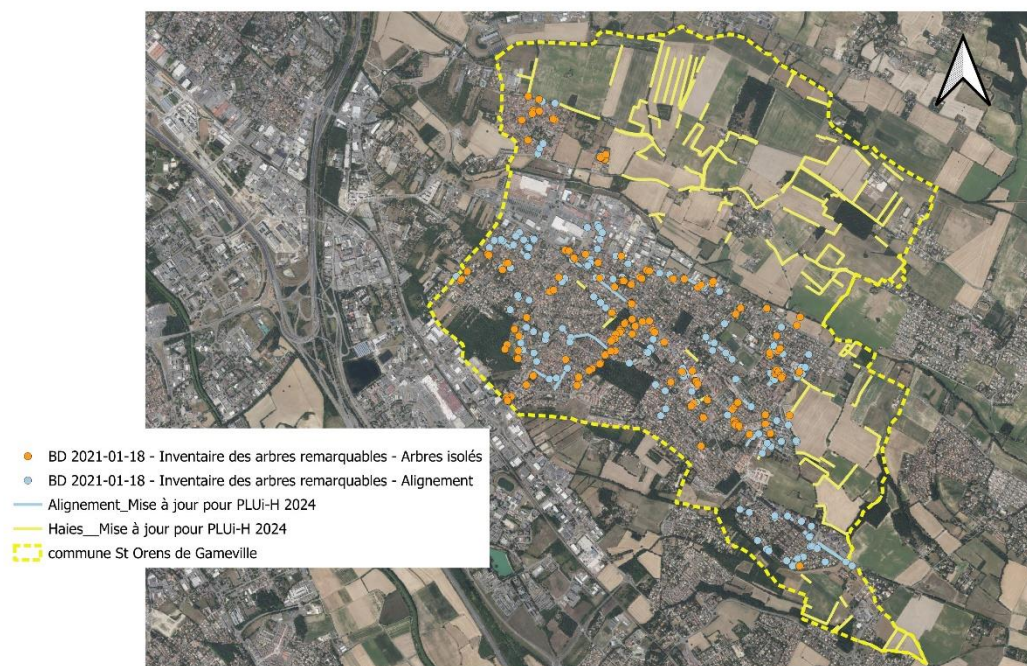 BD 2021-01-18 - Inventaire des arbres remarquables - Arbres isolés
BD 2021-01-18 - Inventaire des arbres remarquables - Alignement
Alignement_Mise à jour pour PLUi-H 2024
Haies__Mise à jour pour PLUi-H 2024
commune St Orens de Gameville